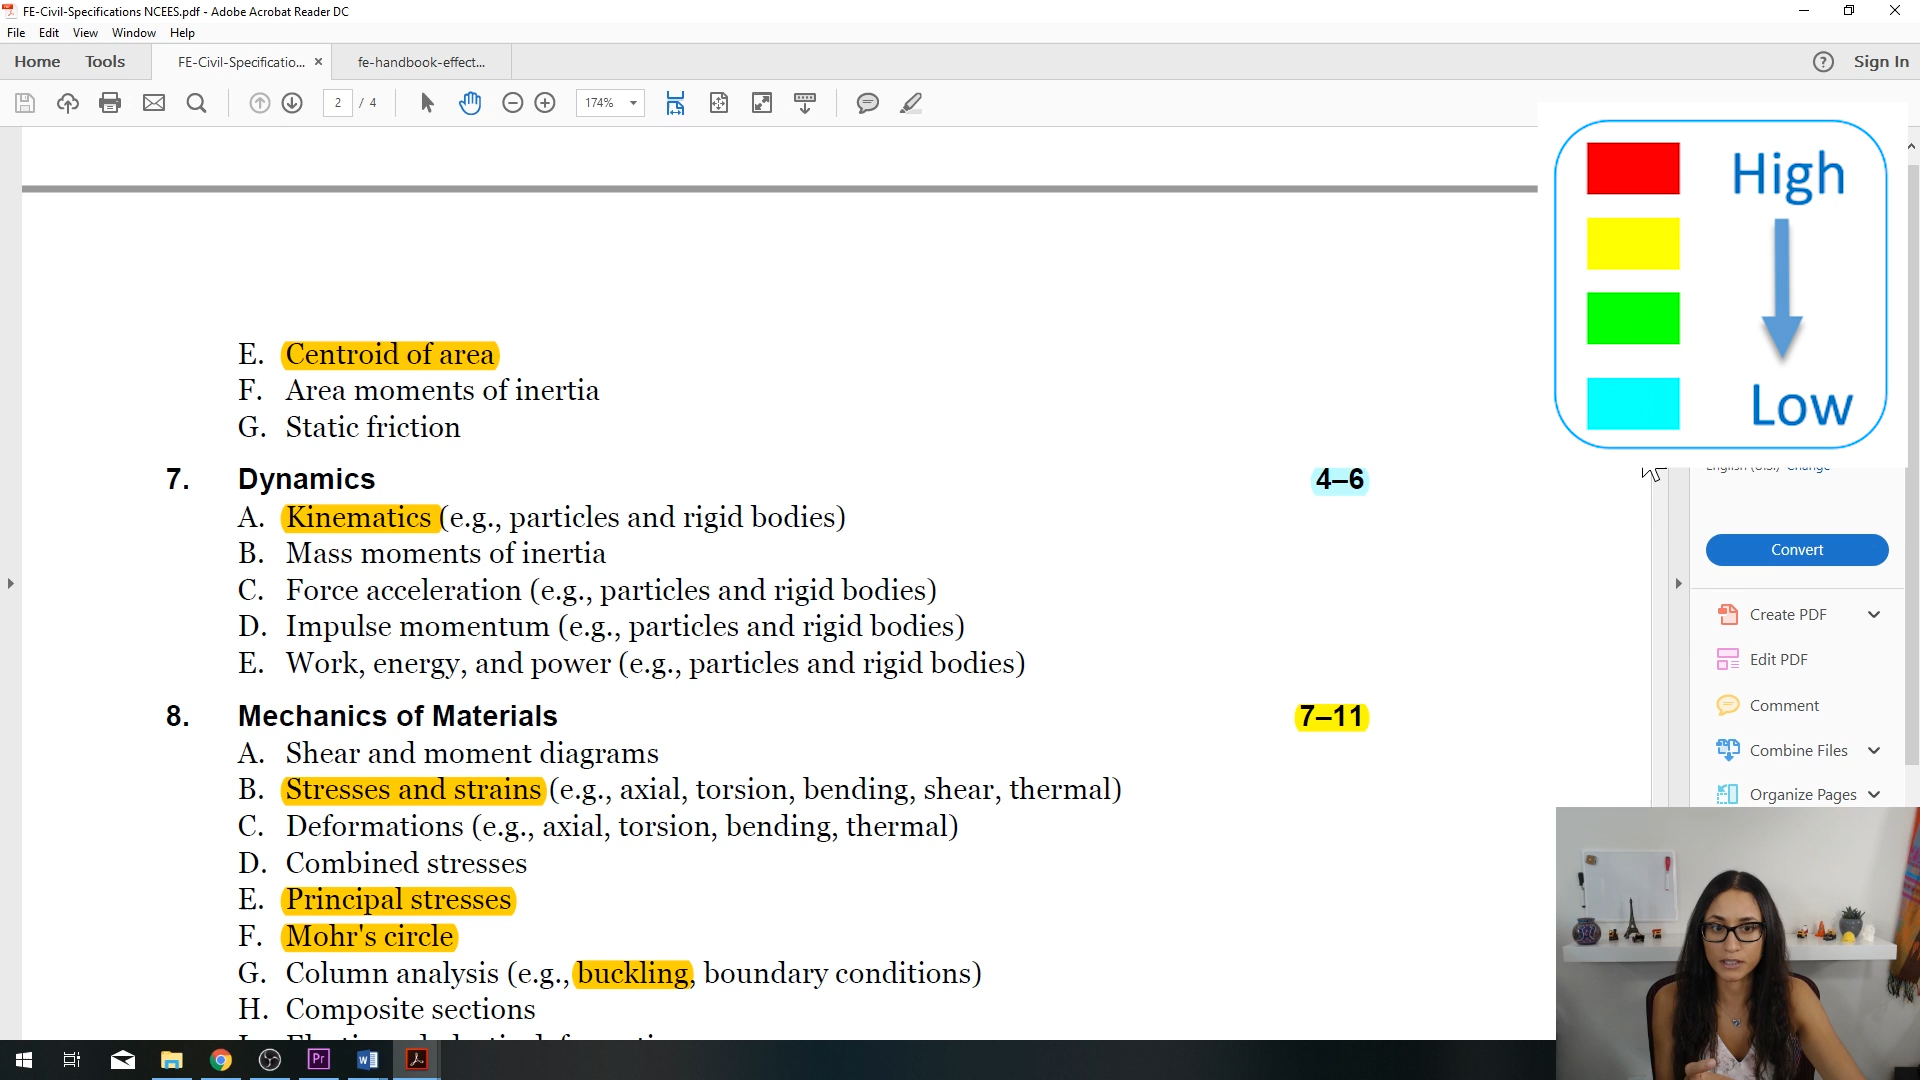 FE-Civil-Specifications NCEES.pdf - Adobe Acrobat Reader DC
File Edit View Window Help
Home Tools FE-Civil-Specificatio... × fe-handbook-effect... ? Sign In
2 / 4 174%
High
Low
E. Centroid of area
F. Area moments of inertia
G. Static friction
7. Dynamics 4–6
A. Kinematics (e.g., particles and rigid bodies)
B. Mass moments of inertia
C. Force acceleration (e.g., particles and rigid bodies)
D. Impulse momentum (e.g., particles and rigid bodies)
E. Work, energy, and power (e.g., particles and rigid bodies)
8. Mechanics of Materials 7–11
A. Shear and moment diagrams
B. Stresses and strains (e.g., axial, torsion, bending, shear, thermal)
C. Deformations (e.g., axial, torsion, bending, thermal)
D. Combined stresses
E. Principal stresses
F. Mohr's circle
G. Column analysis (e.g., buckling, boundary conditions)
H. Composite sections
Convert
Create PDF
Edit PDF
Comment
Combine Files
Organize Pages
Pr
W